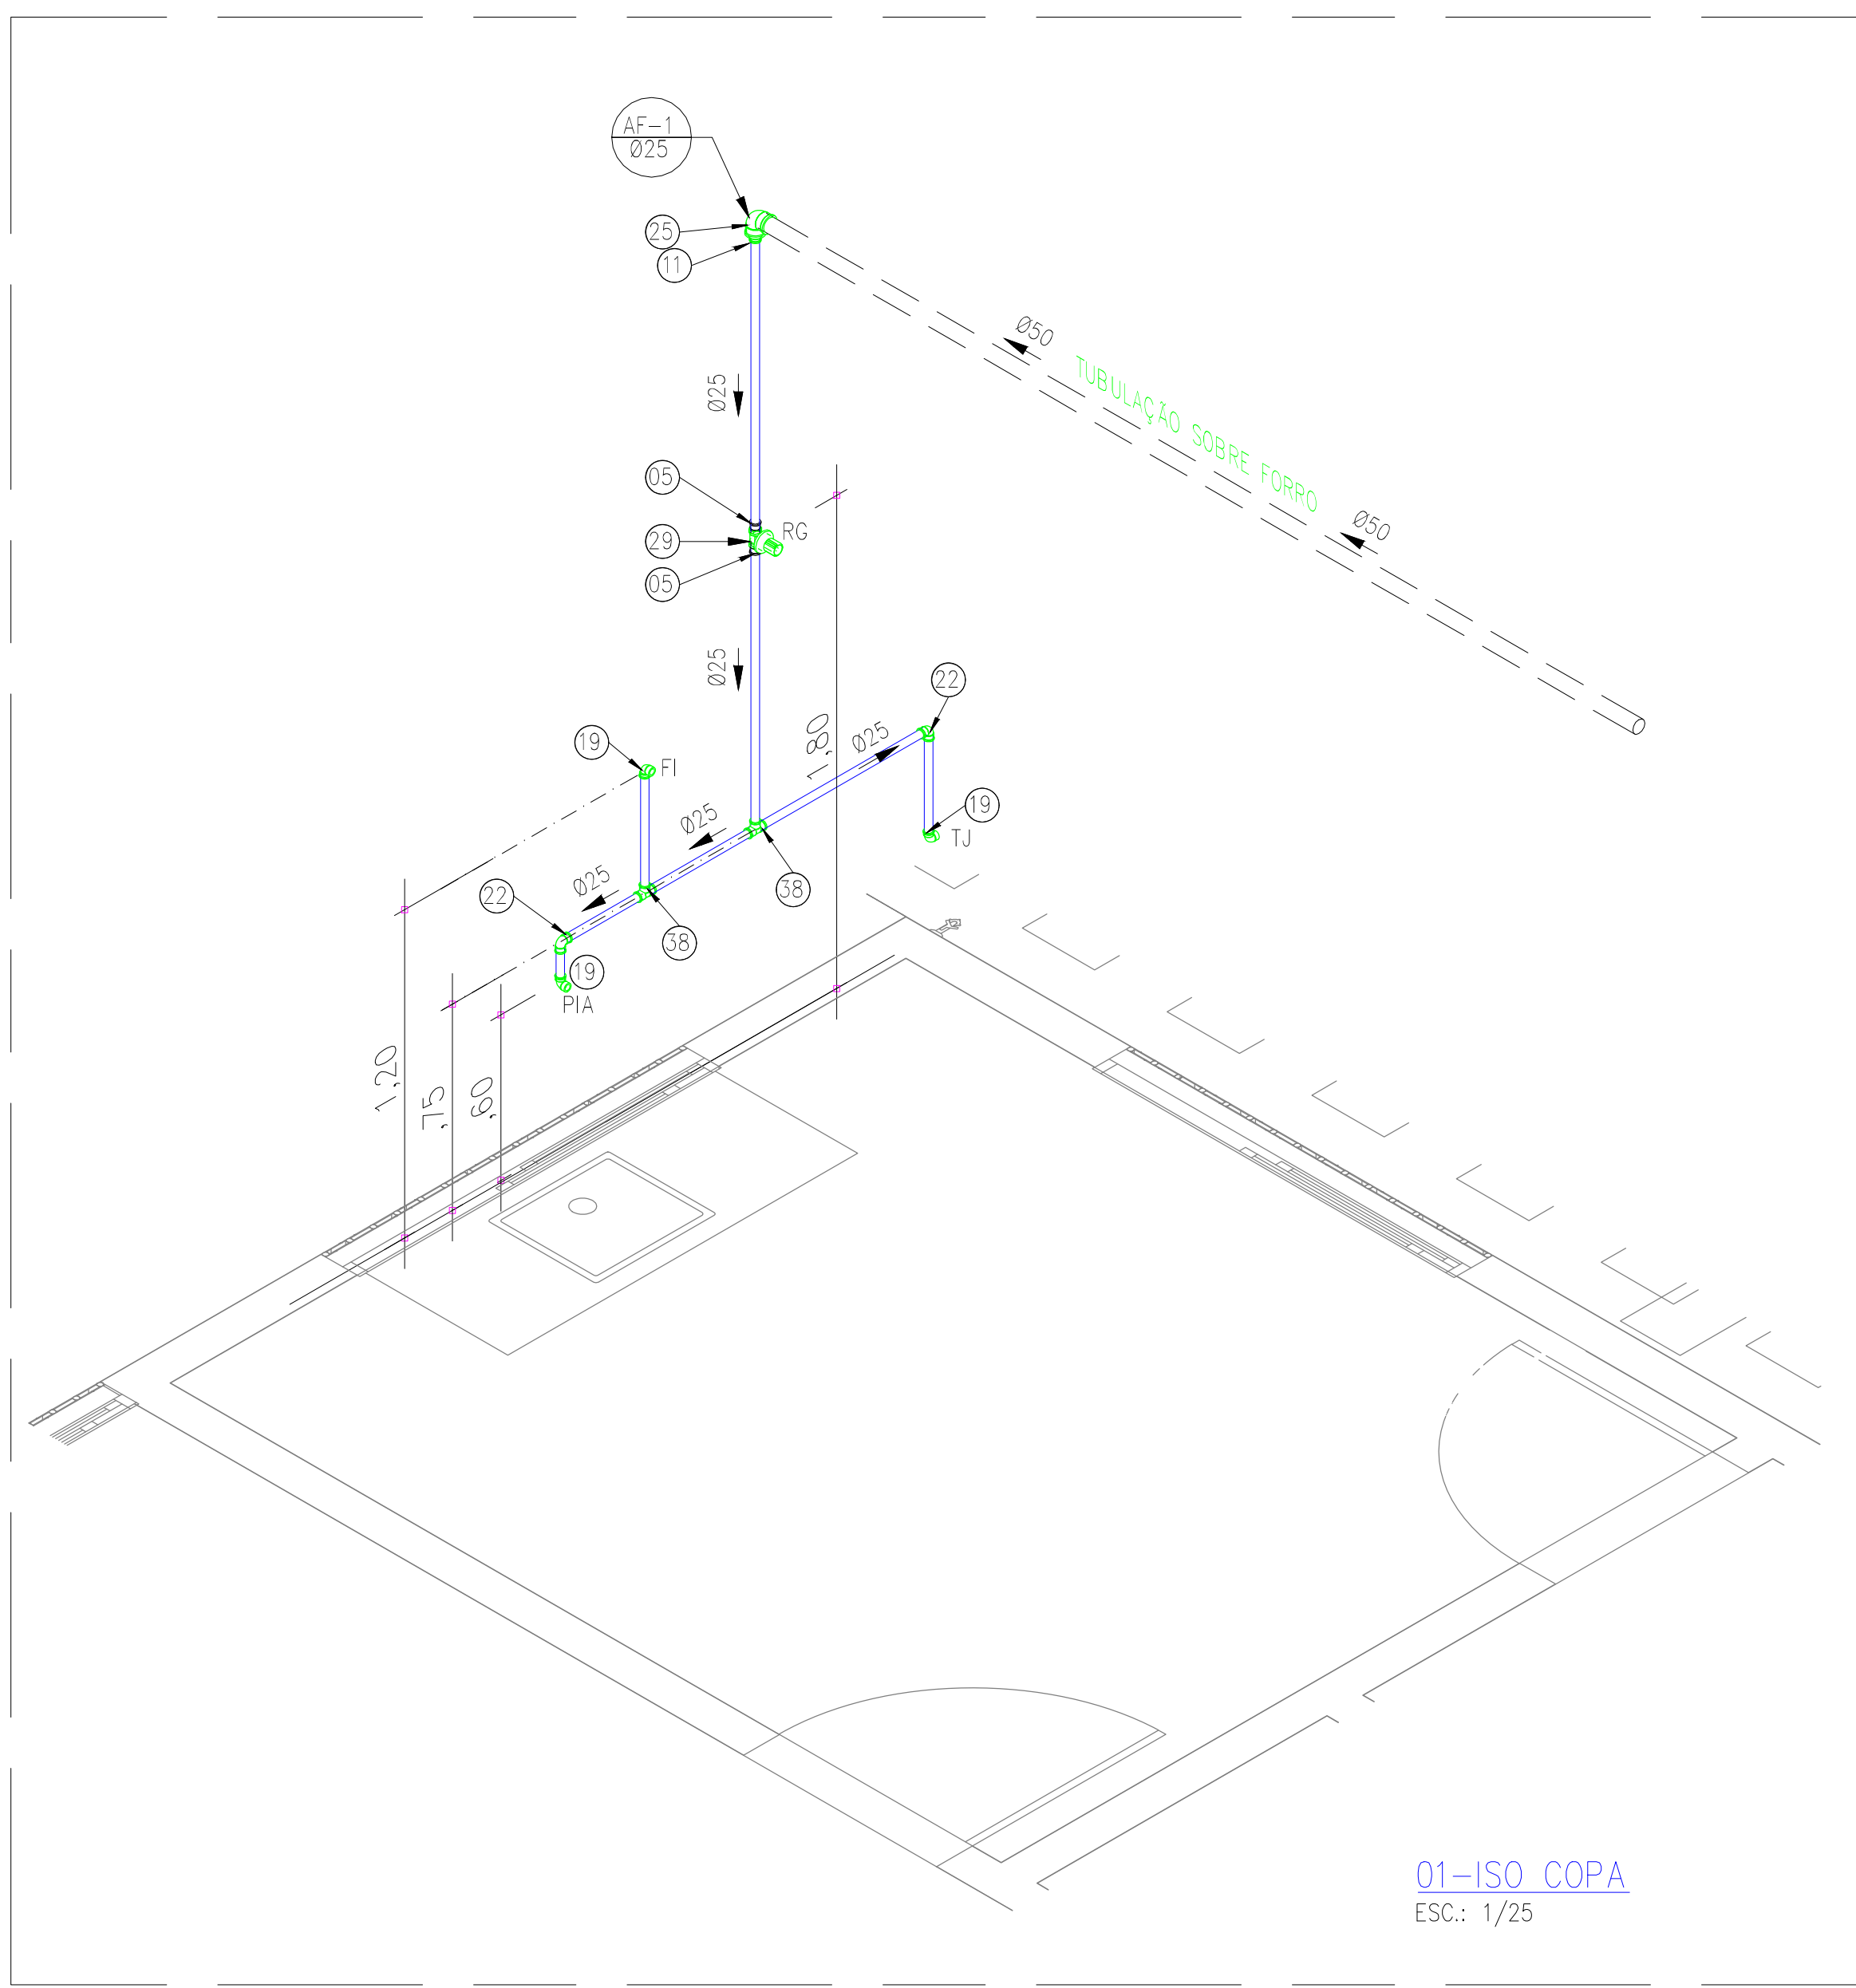 AF-1
Ø25
25
11
Ø50
TUBULAÇÃO SOBRE FORRO
Ø50
Ø25
05
RG
29
05
Ø25
22
1,80
Ø25
19
FI
19
TJ
Ø25
38
Ø25
22
38
19
PIA
1,20
,75
,60
01-ISO COPA
ESC.: 1/25